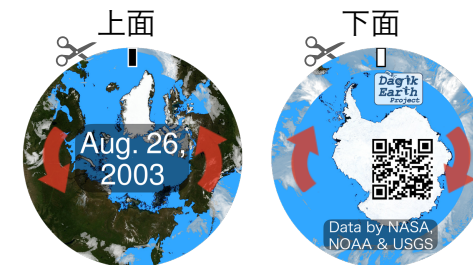 上面
下面
Dagik
Earth
Project
Aug. 26,
2003
Data by NASA,
NOAA & USGS